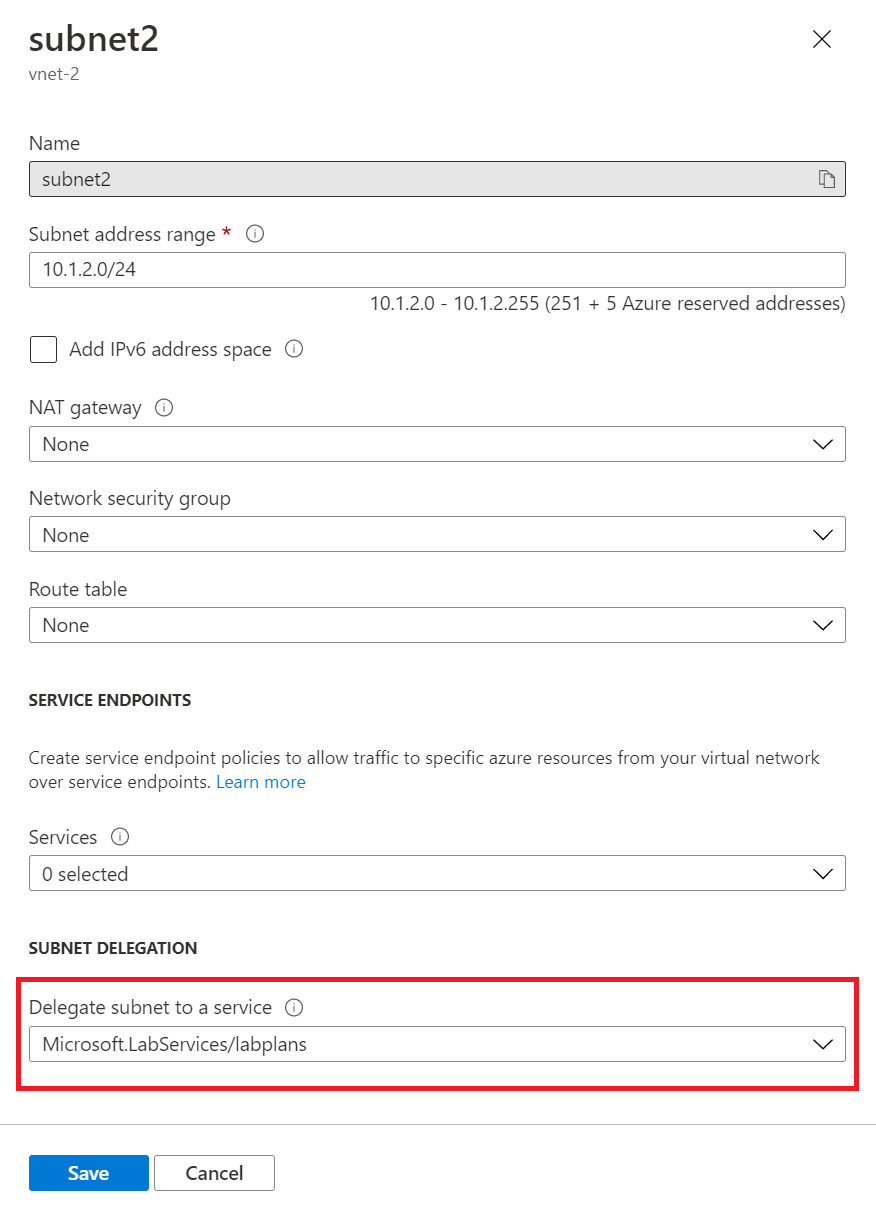 subnet2
vnet-2
Name
subnet2
Subnet address range *
10.1.2.0/24
10.1.2.0 - 10.1.2.255 (251 + 5 Azure reserved addresses)
Add IPv6 address space
NAT gateway
None
Network security group
None
Route table
None
SERVICE ENDPOINTS
Create service endpoint policies to allow traffic to specific azure resources from your virtual network
over service endpoints. Learn more
Services
0 selected
SUBNET DELEGATION
Delegate subnet to a service
Microsoft.LabServices/labplans
Save Cancel